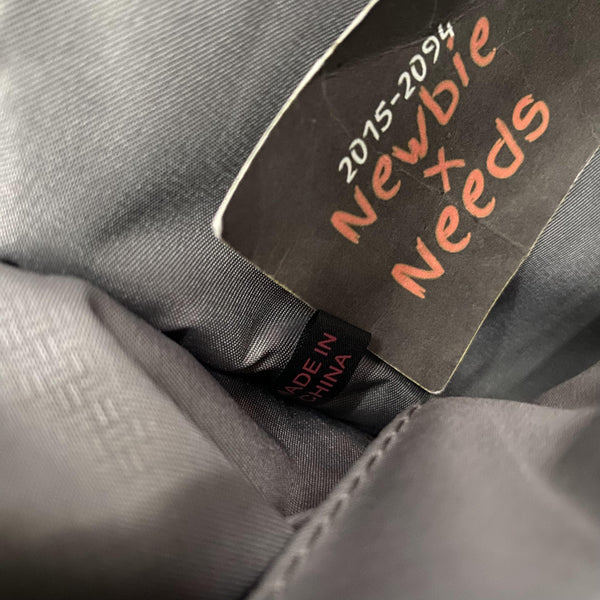 2015-2094
Newbie
x
Needs
MADE IN
CHINA